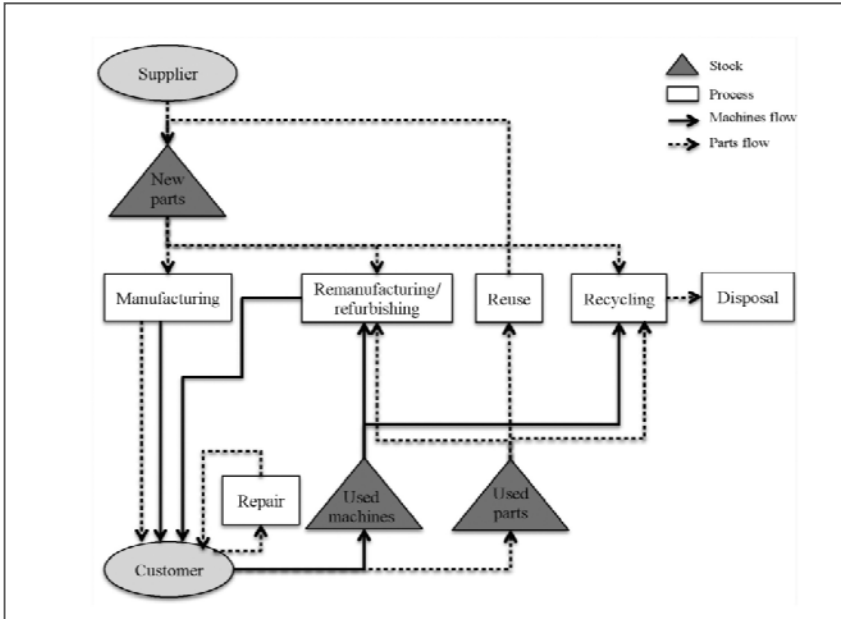 Supplier
Stock
Process
Machines flow
Parts flow
New
parts
Manufacturing
Remanufacturing/
refurbishing
Reuse
Recycling
Disposal
Repair
Used
machines
Used
parts
Customer